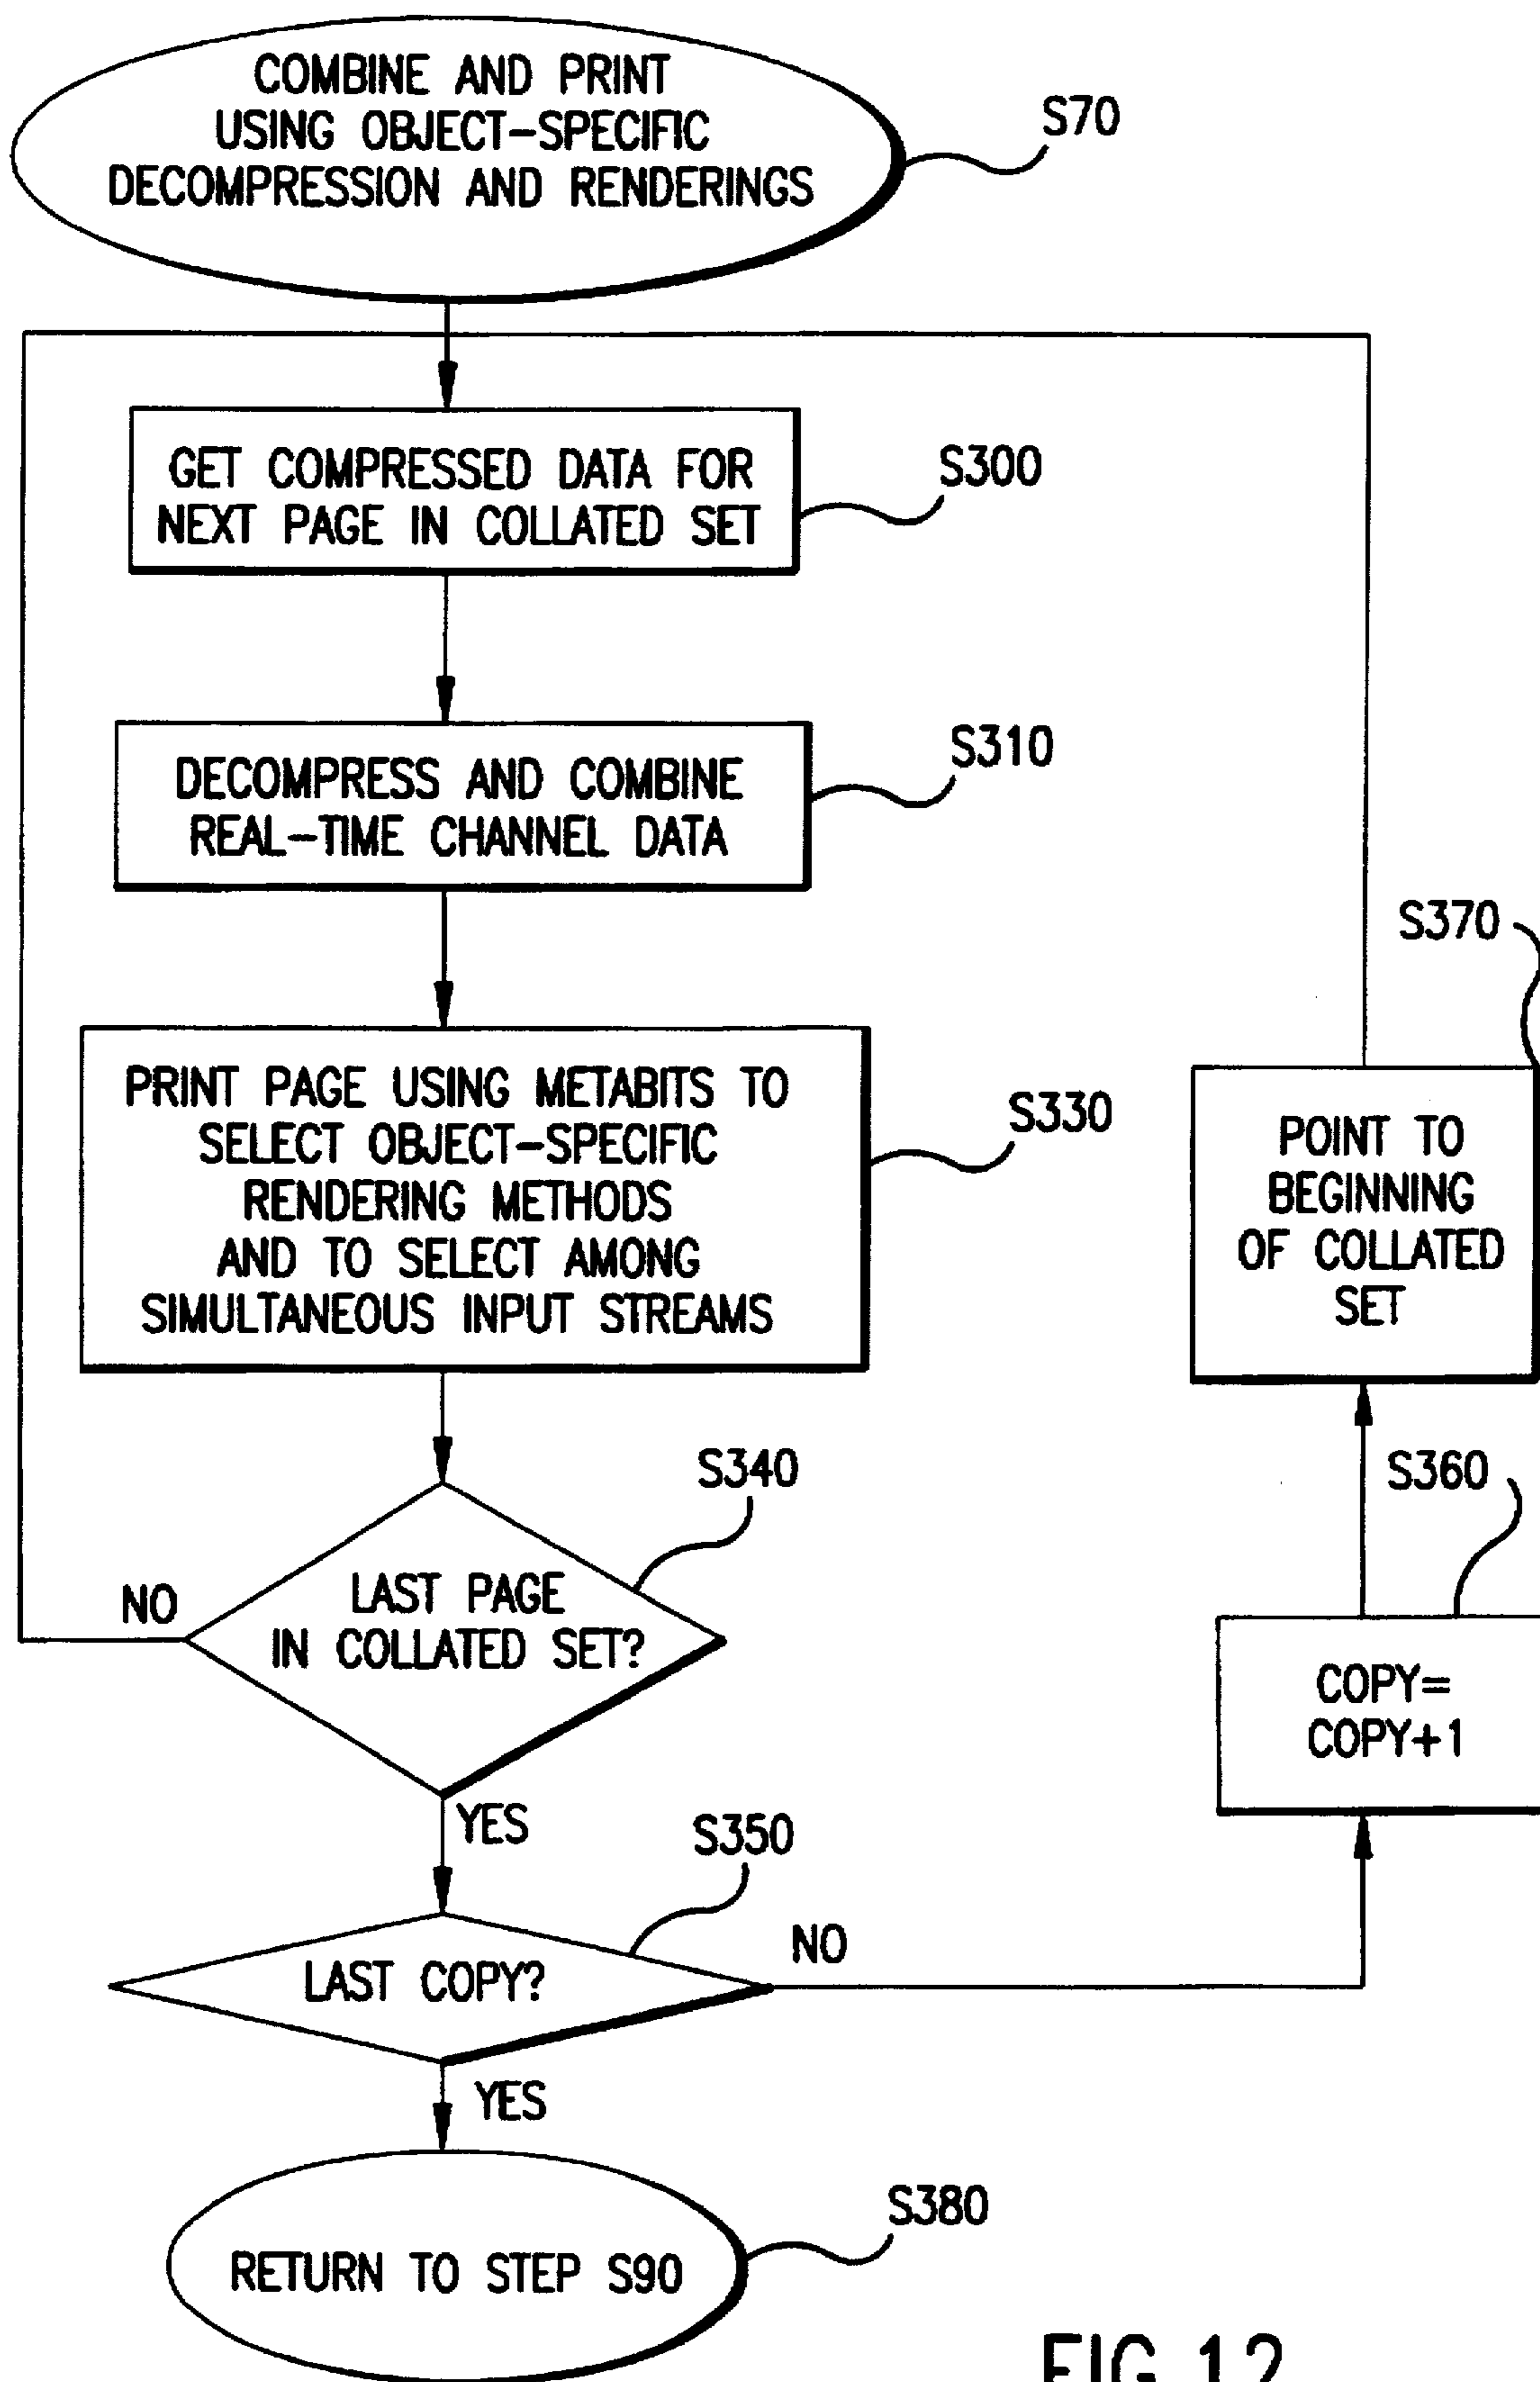 COMBINE AND PRINT
USING OBJECT-SPECIFIC
DECOMPRESSION AND RENDERINGS
S70
GET COMPRESSED DATA FOR
NEXT PAGE IN COLLATED SET
S300
DECOMPRESS AND COMBINE
REAL-TIME CHANNEL DATA
S310
PRINT PAGE USING METABITS TO
SELECT OBJECT-SPECIFIC
RENDERING METHODS
AND TO SELECT AMONG
SIMULTANEOUS INPUT STREAMS
S330
S370
POINT TO
BEGINNING
OF COLLATED
SET
S340
LAST PAGE
IN COLLATED SET?
NO
YES
S360
COPY=
COPY+1
S350
LAST COPY?
NO
YES
RETURN TO STEP S90
S380
FIG.12